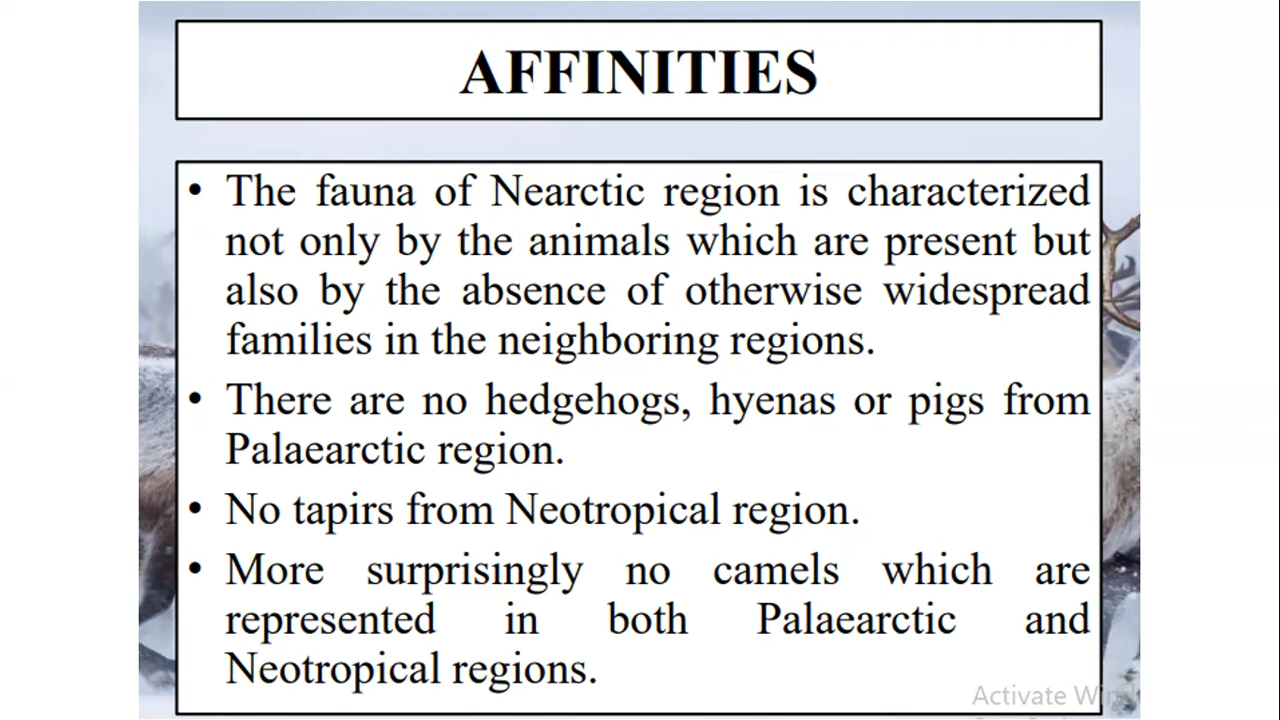 AFFINITIES
• The fauna of Nearctic region is characterized
not only by the animals which are present but
also by the absence of otherwise widespread
families in the neighboring regions.
• There are no hedgehogs, hyenas or pigs from
Palaearctic region.
• No tapirs from Neotropical region.
• More surprisingly no camels which are
represented in both Palaearctic and
Neotropical regions.
Activate Win